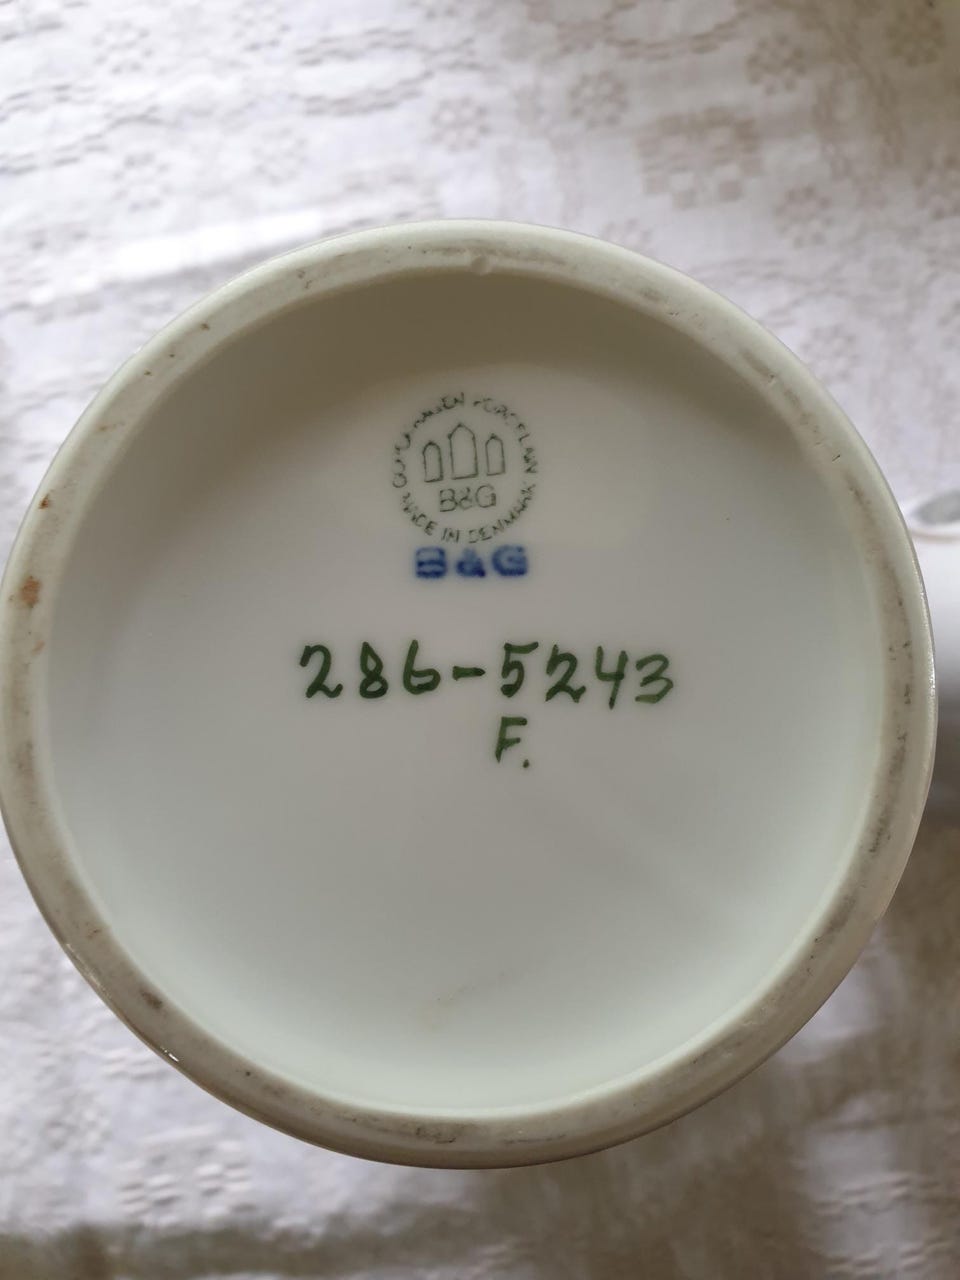 COPENHAGEN PORCELAIN
B&G
MADE IN DENMARK
B&G
286-5243
F.